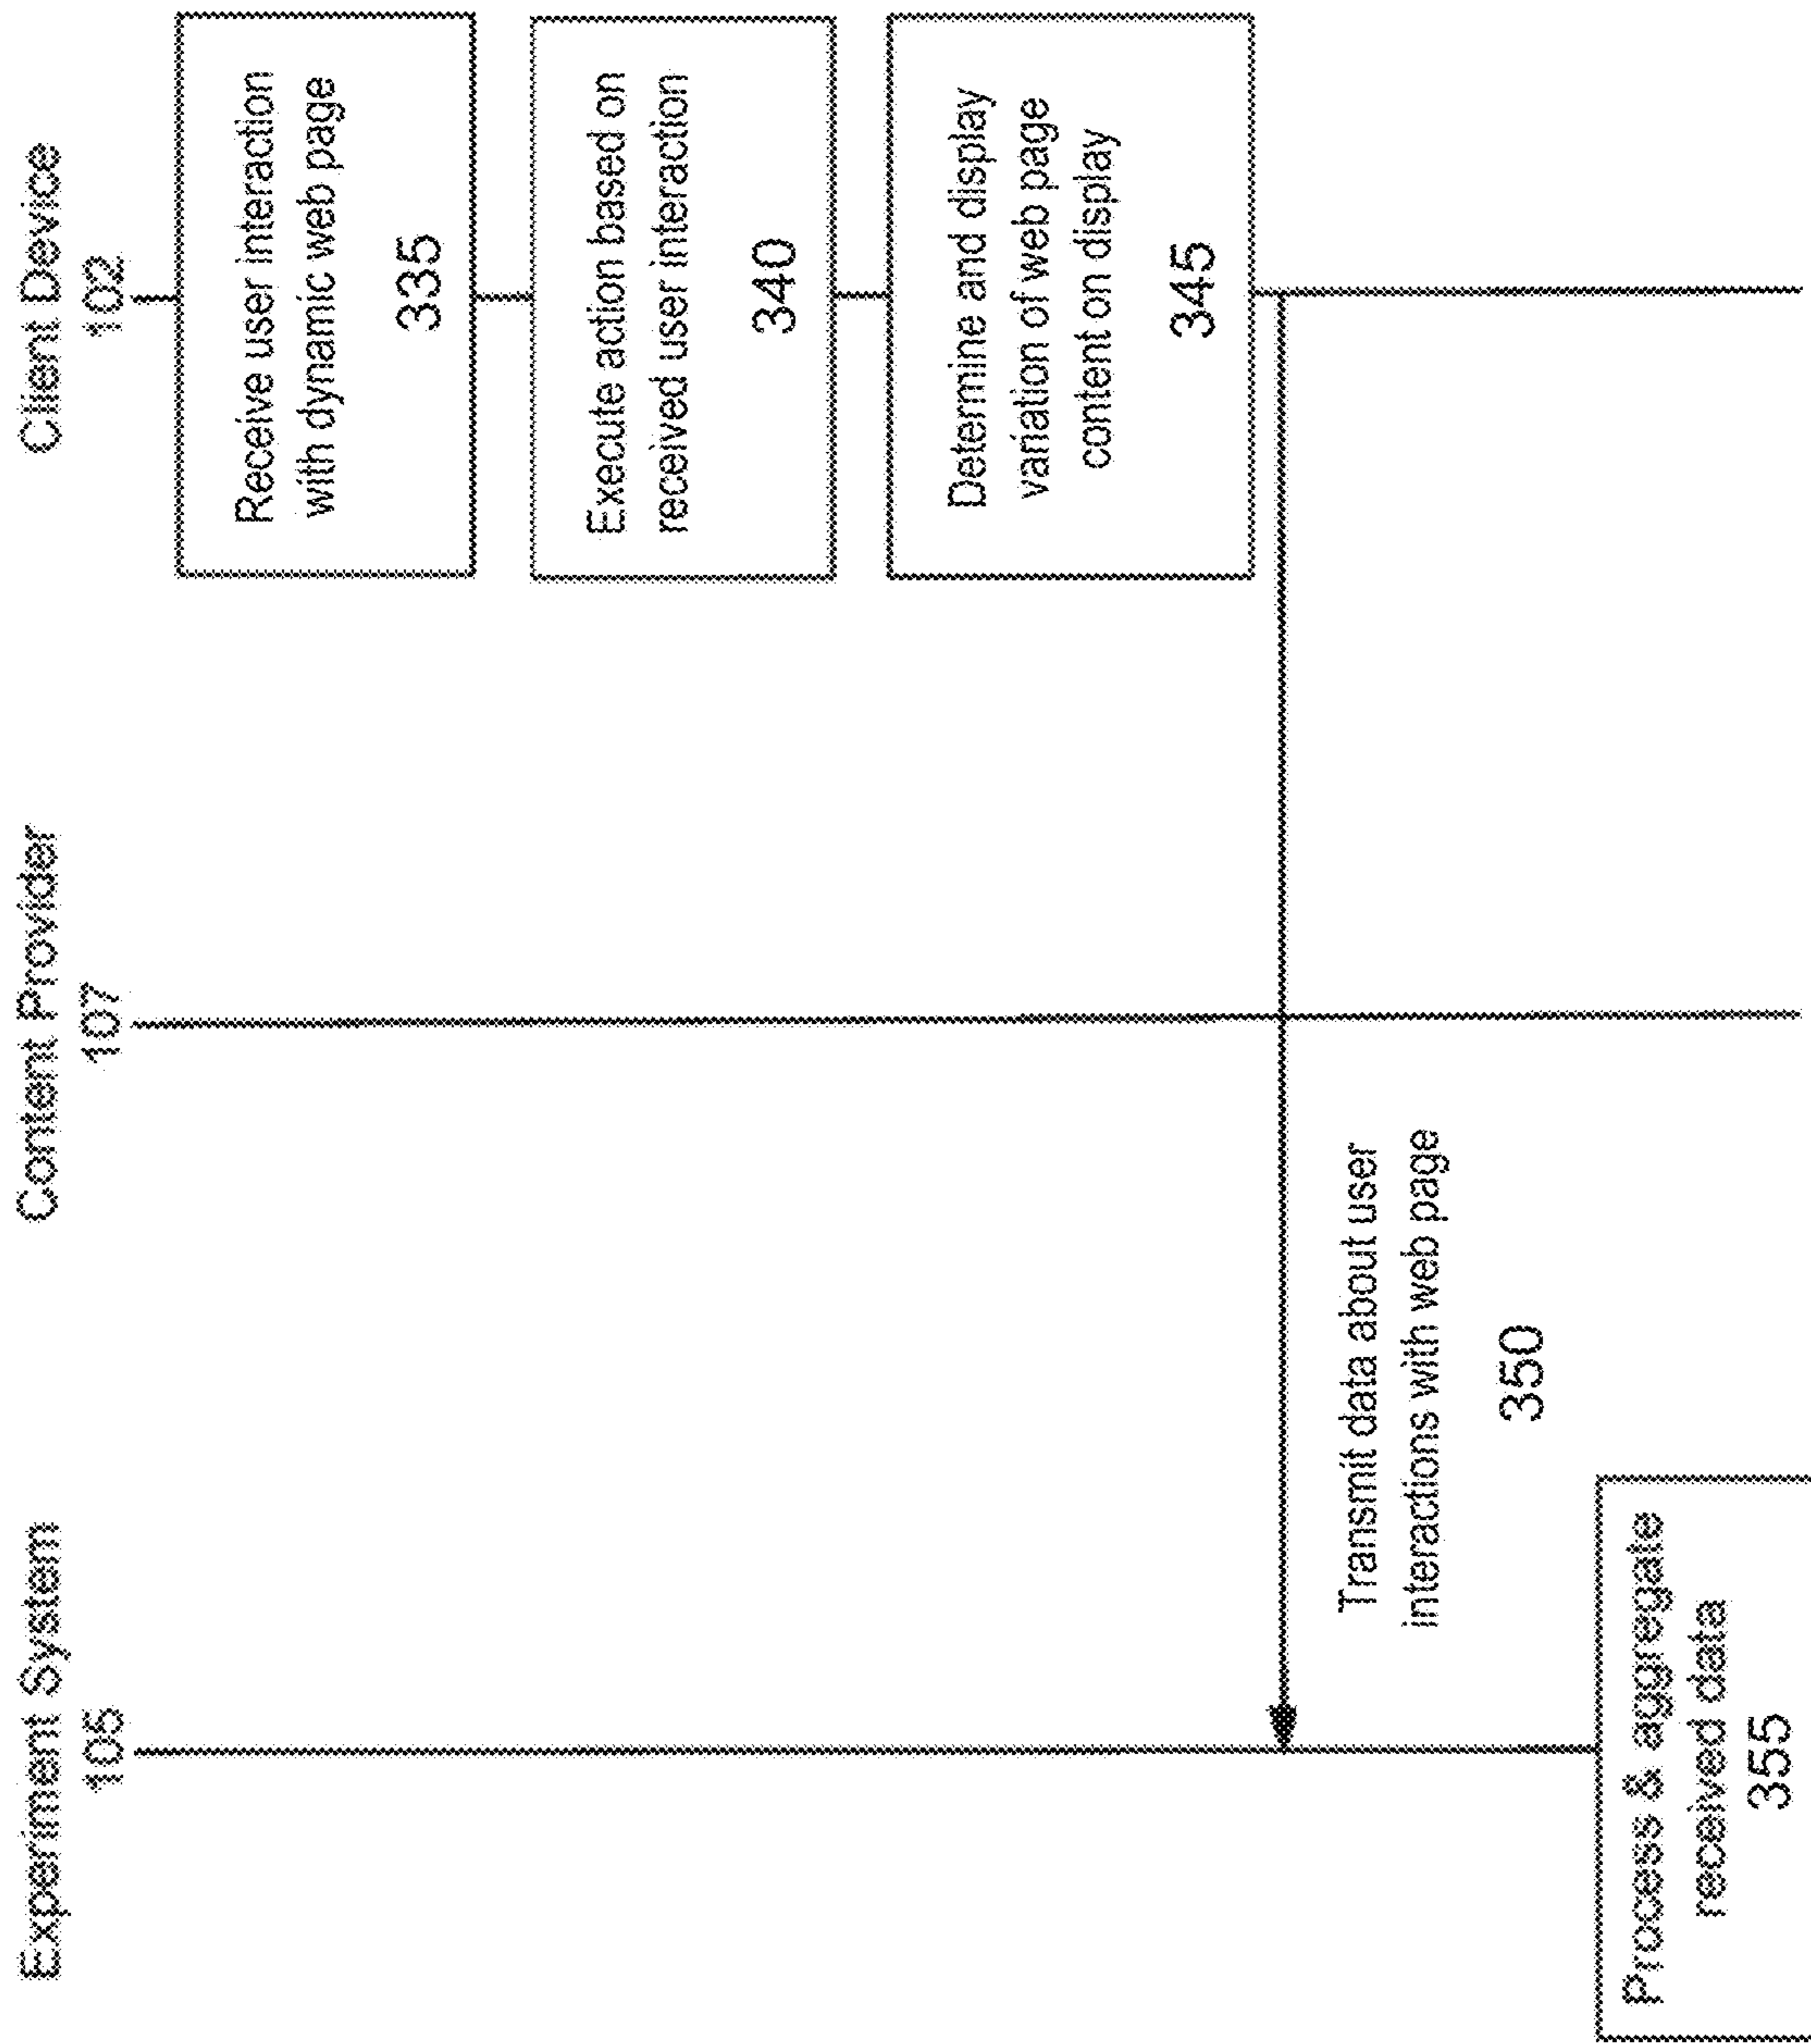 Experiment System
105
Content Provider
107
Client Device
102
Receive user interaction
with dynamic web page
335
Execute action based on
received user interaction
340
Determine and display
variation of web page
content on display
345
Transmit data about user
interactions with web page
350
Process & aggregate
received data
355